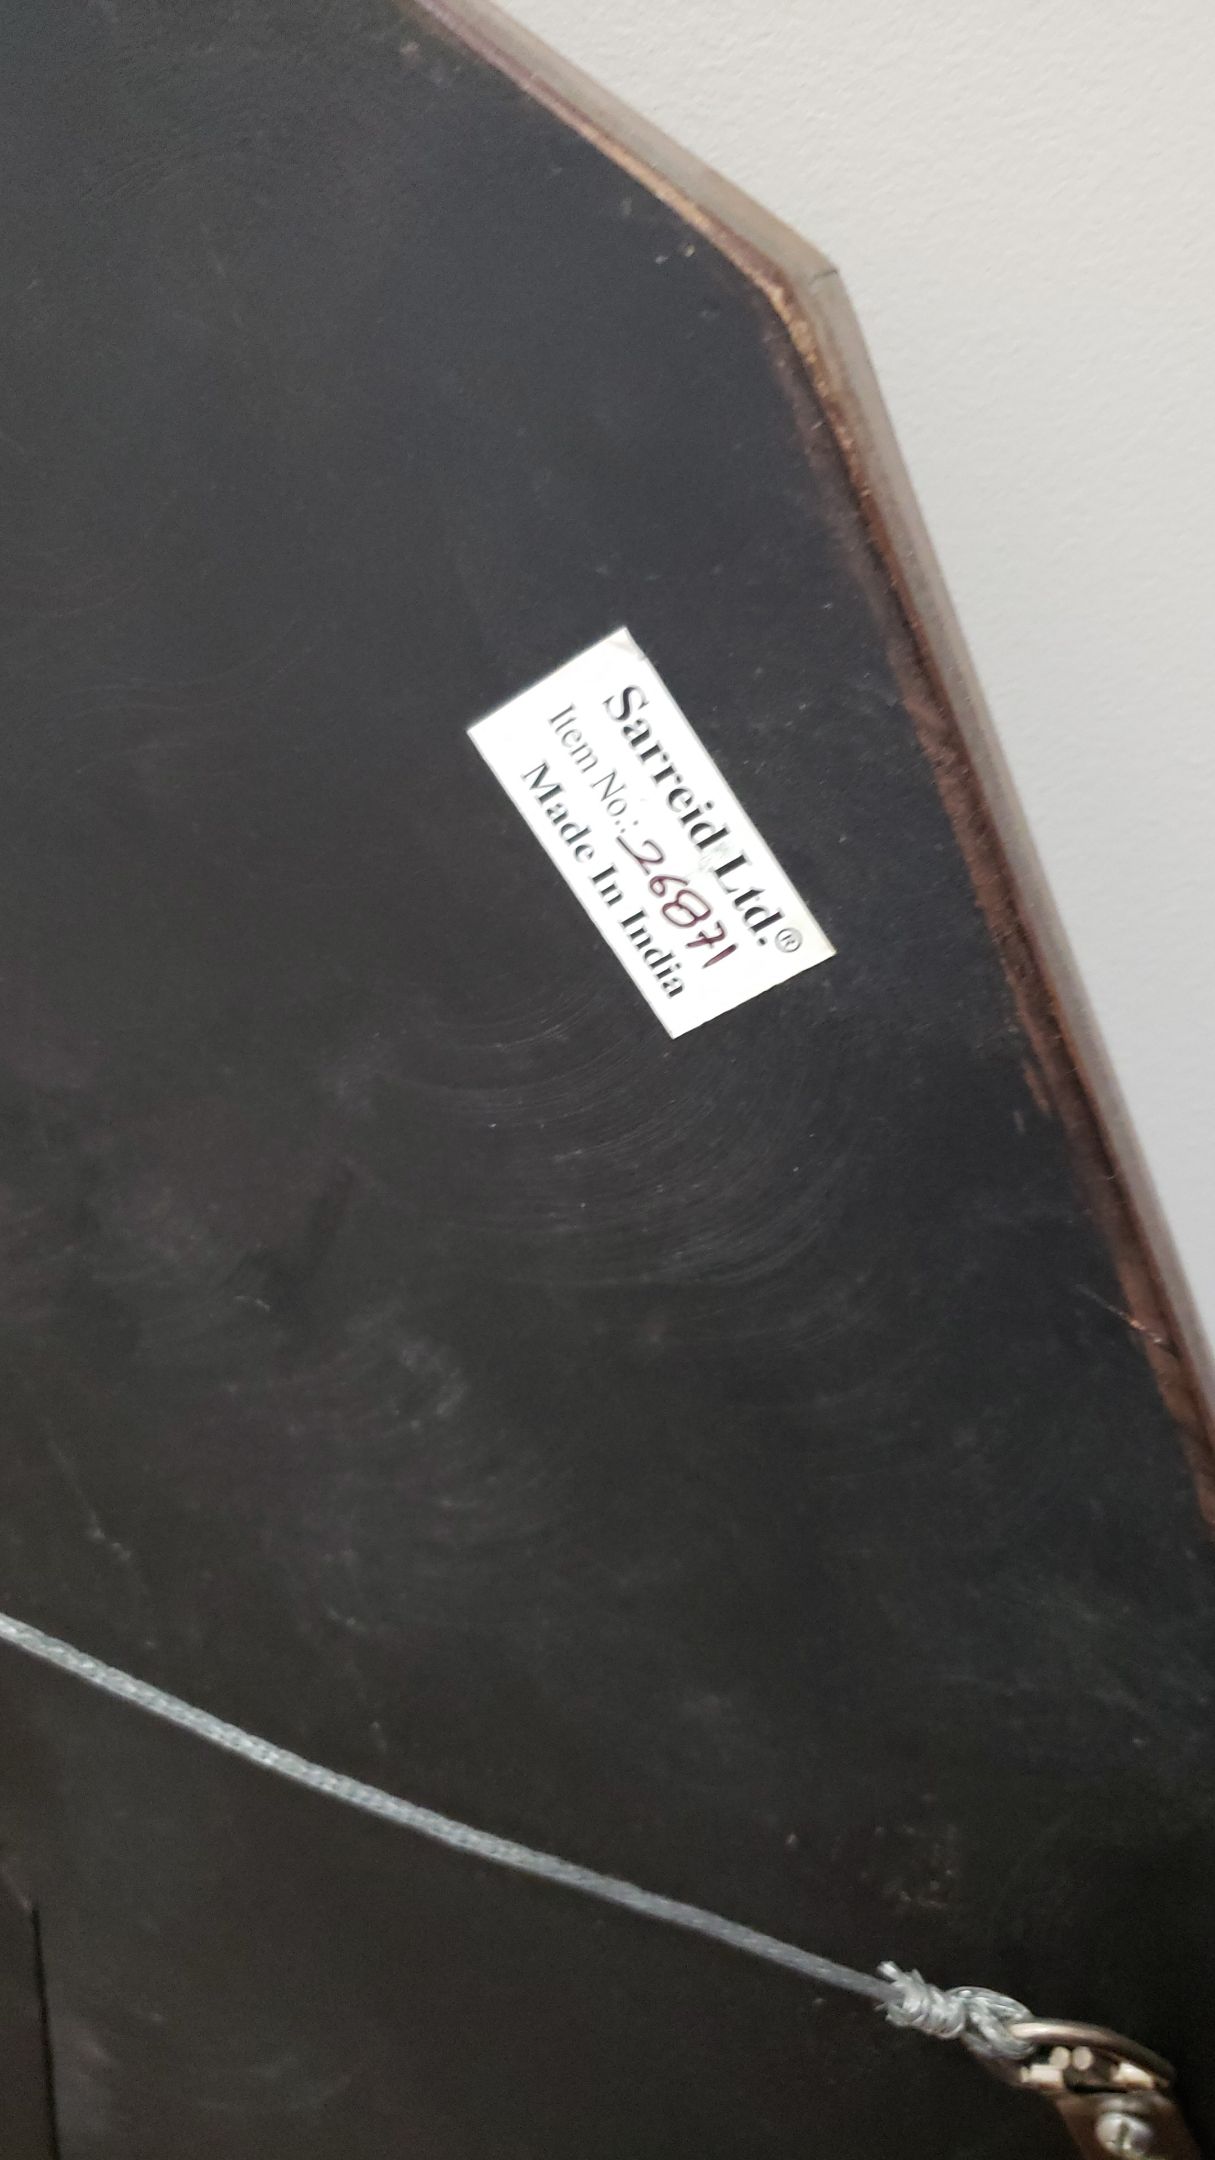 Sarreid Ltd.®
Item No.: 26871
Made In India